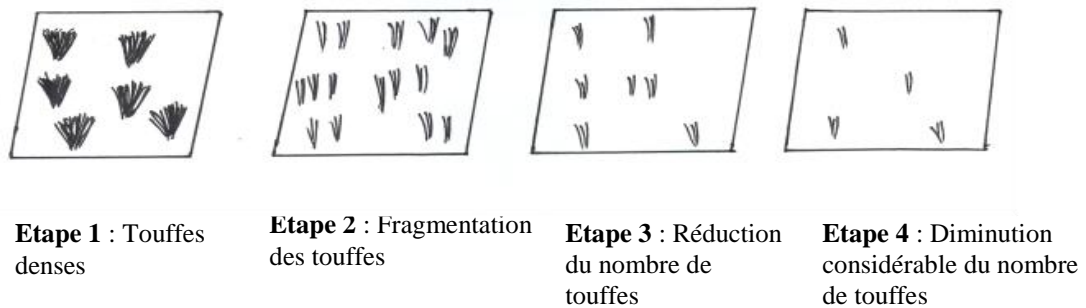 Etape 1 : Touffes
denses
Etape 2 : Fragmentation
des touffes
Etape 3 : Réduction
du nombre de
touffes
Etape 4 : Diminution
considérable du nombre
de touffes